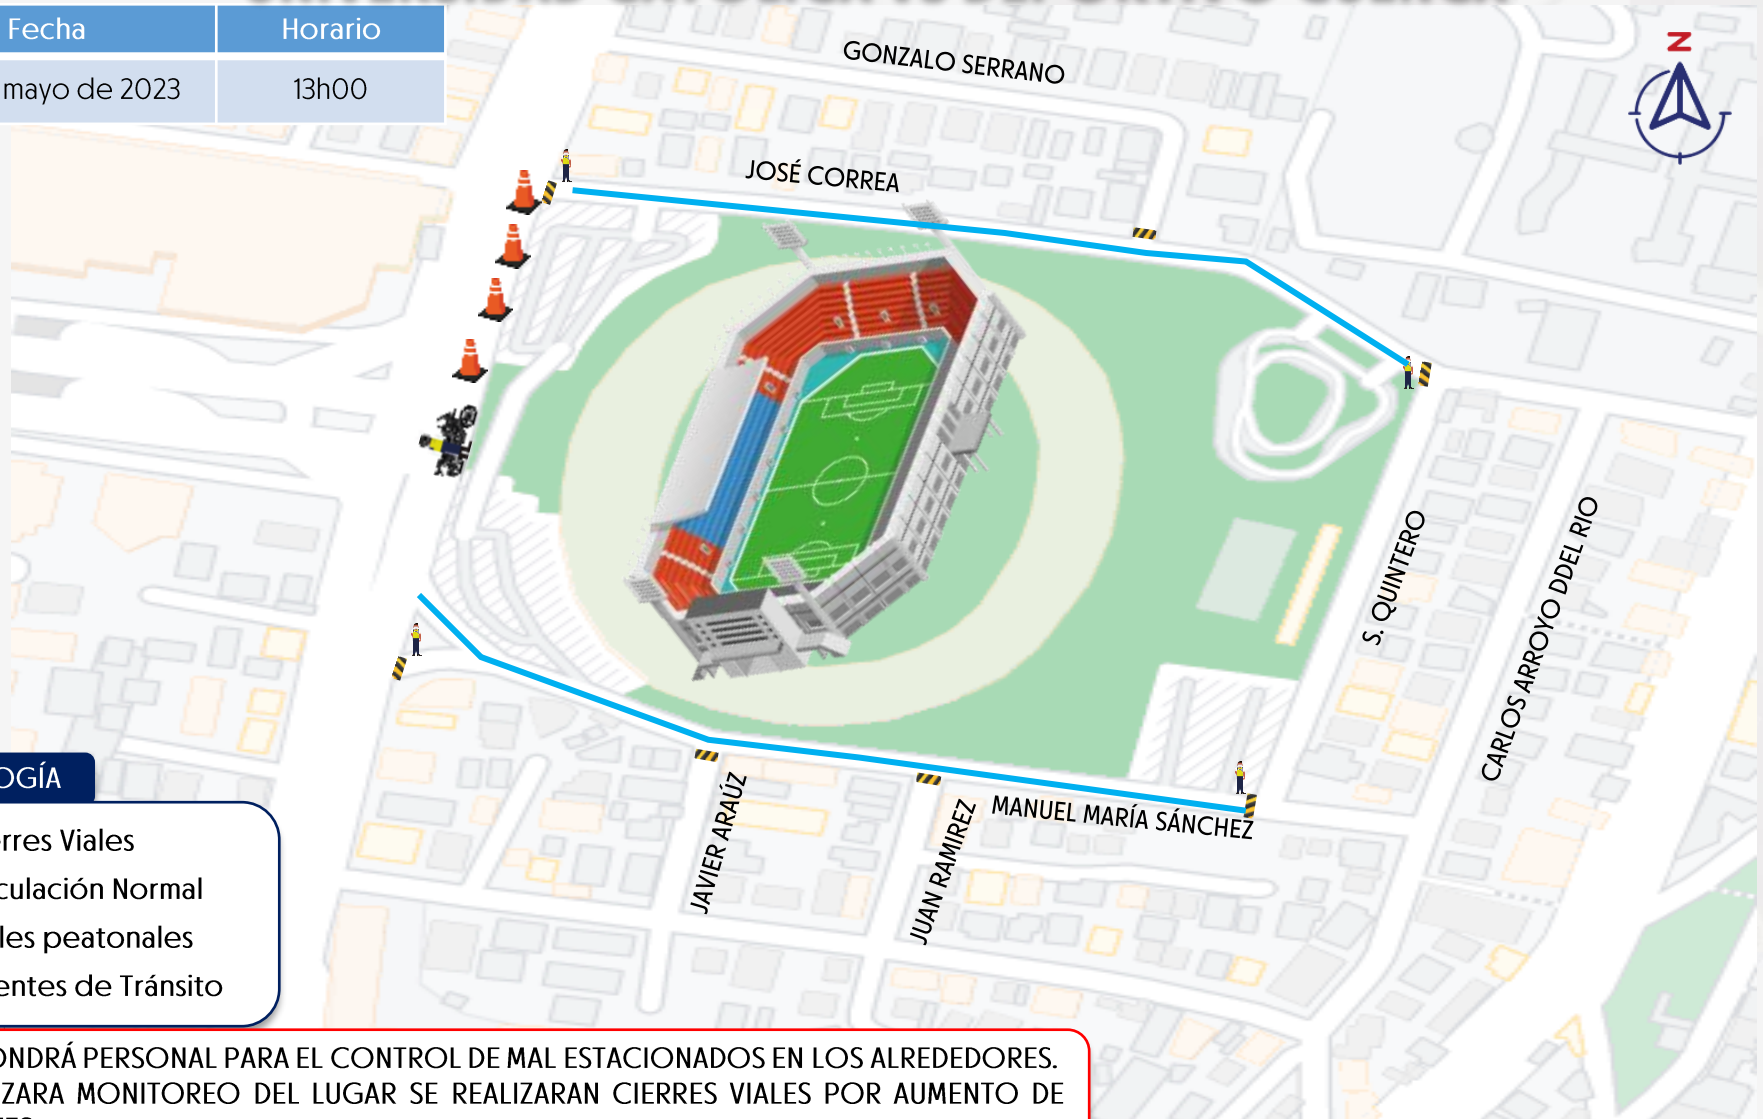 Fecha Horario
mayo de 2023 13h00
N
GONZALO SERRANO
JOSÉ CORREA
S. QUINTERO
CARLOS ARROYO DDEL RIO
MANUEL MARÍA SÁNCHEZ
JAVIER ARAÚZ
JUAN RAMIREZ
OGÍA
rres Viales
culación Normal
les peatonales
entes de Tránsito
ONDRÁ PERSONAL PARA EL CONTROL DE MAL ESTACIONADOS EN LOS ALREDEDORES.
ZARA MONITOREO DEL LUGAR SE REALIZARAN CIERRES VIALES POR AUMENTO DE